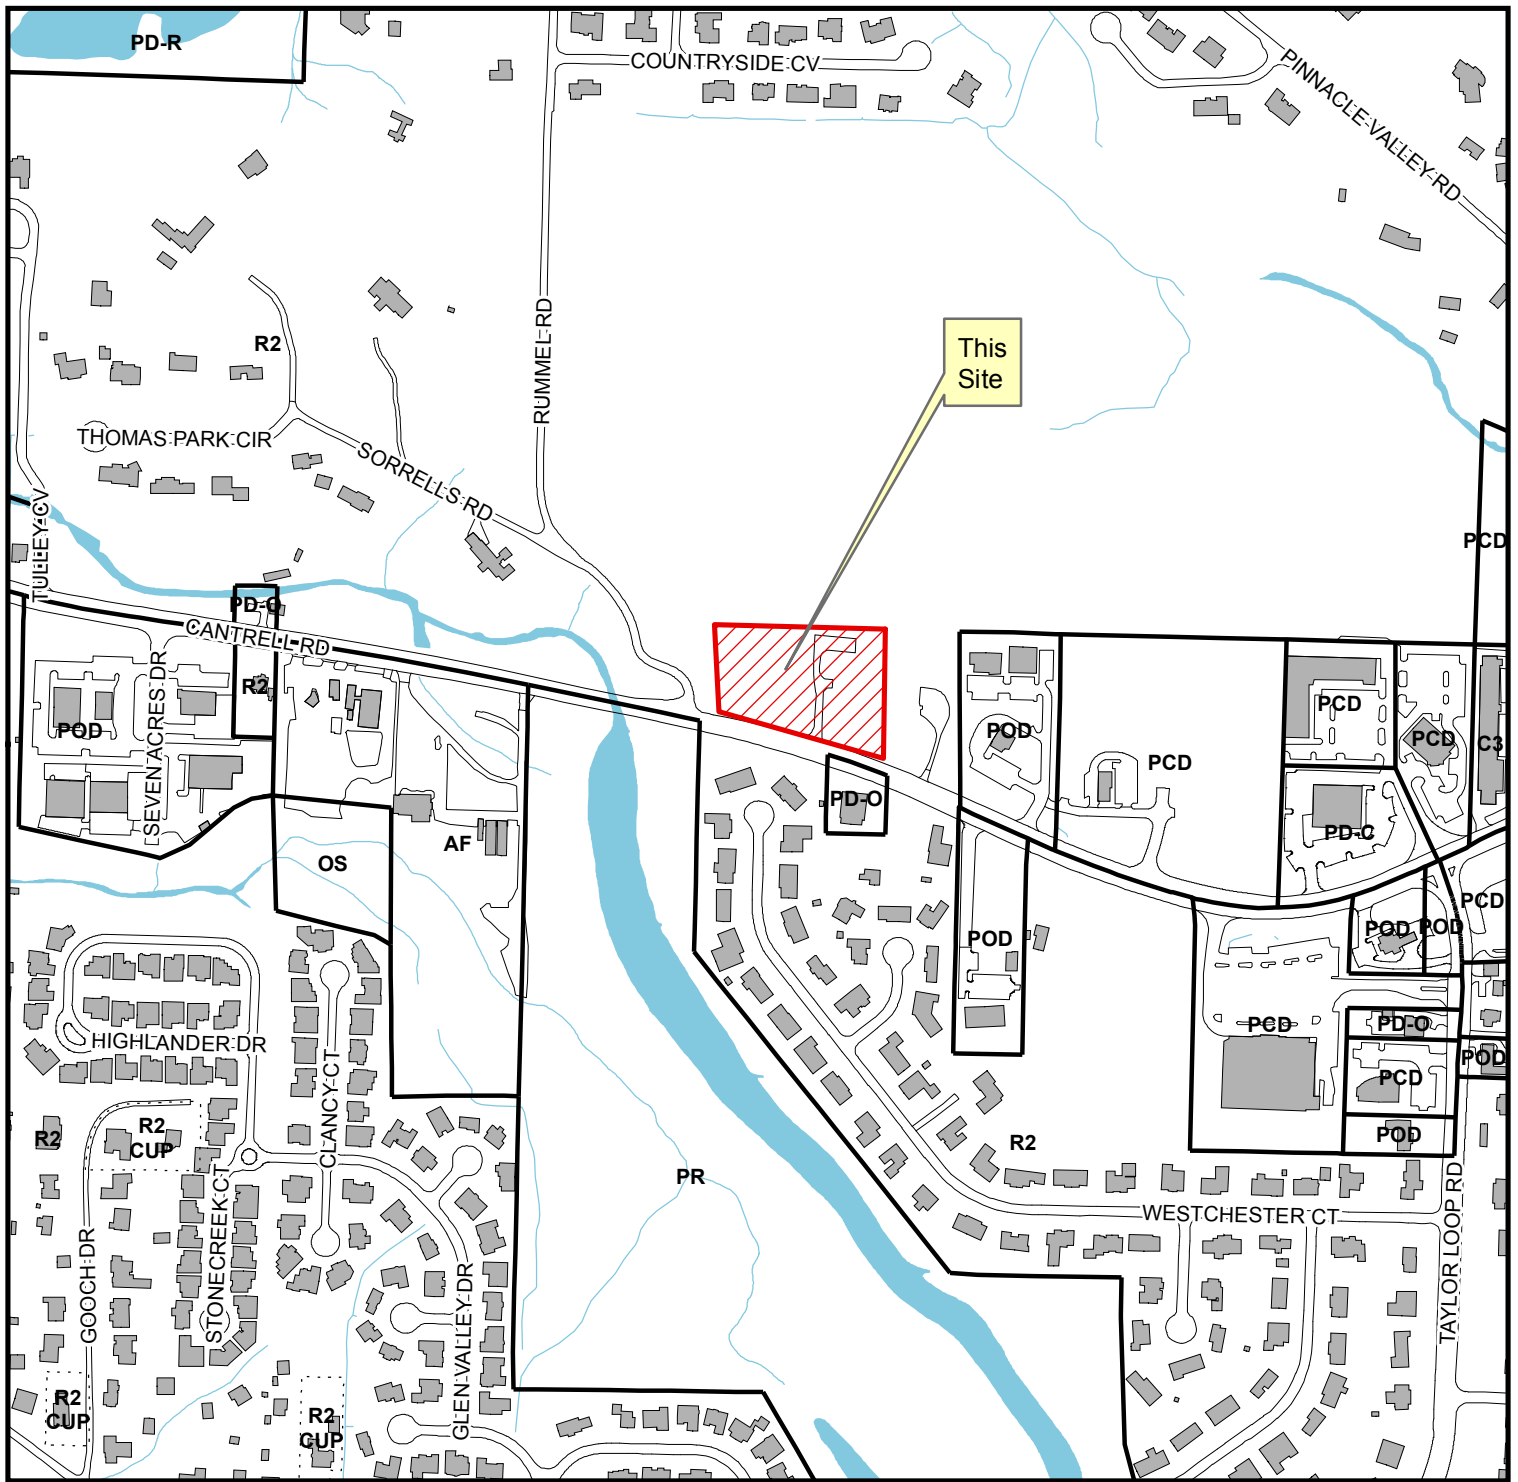 PD-R
COUNTRYSIDE CV
PINNACLE VALLEY RD
RUMMEL RD
R2
This
Site
THOMAS PARK CIR
SORRELLS RD
TULLEY CV
PCD
PD-O
CANTRELL RD
R2
POD
SEVEN ACRES DR
POD
PCD
PCD
PCD
C3
PD-O
PD-C
AF
OS
POD
POD
POD
PCD
PCD
PD-O
POD
PCD
POD
HIGHLANDER DR
CLANCY CT
R2
R2
CUP
R2
PR
STONECREEK CT
GOOCH DR
GLEN VALLEY DR
WESTCHESTER CT
TAYLOR LOOP RD
R2
CUP
R2
CUP